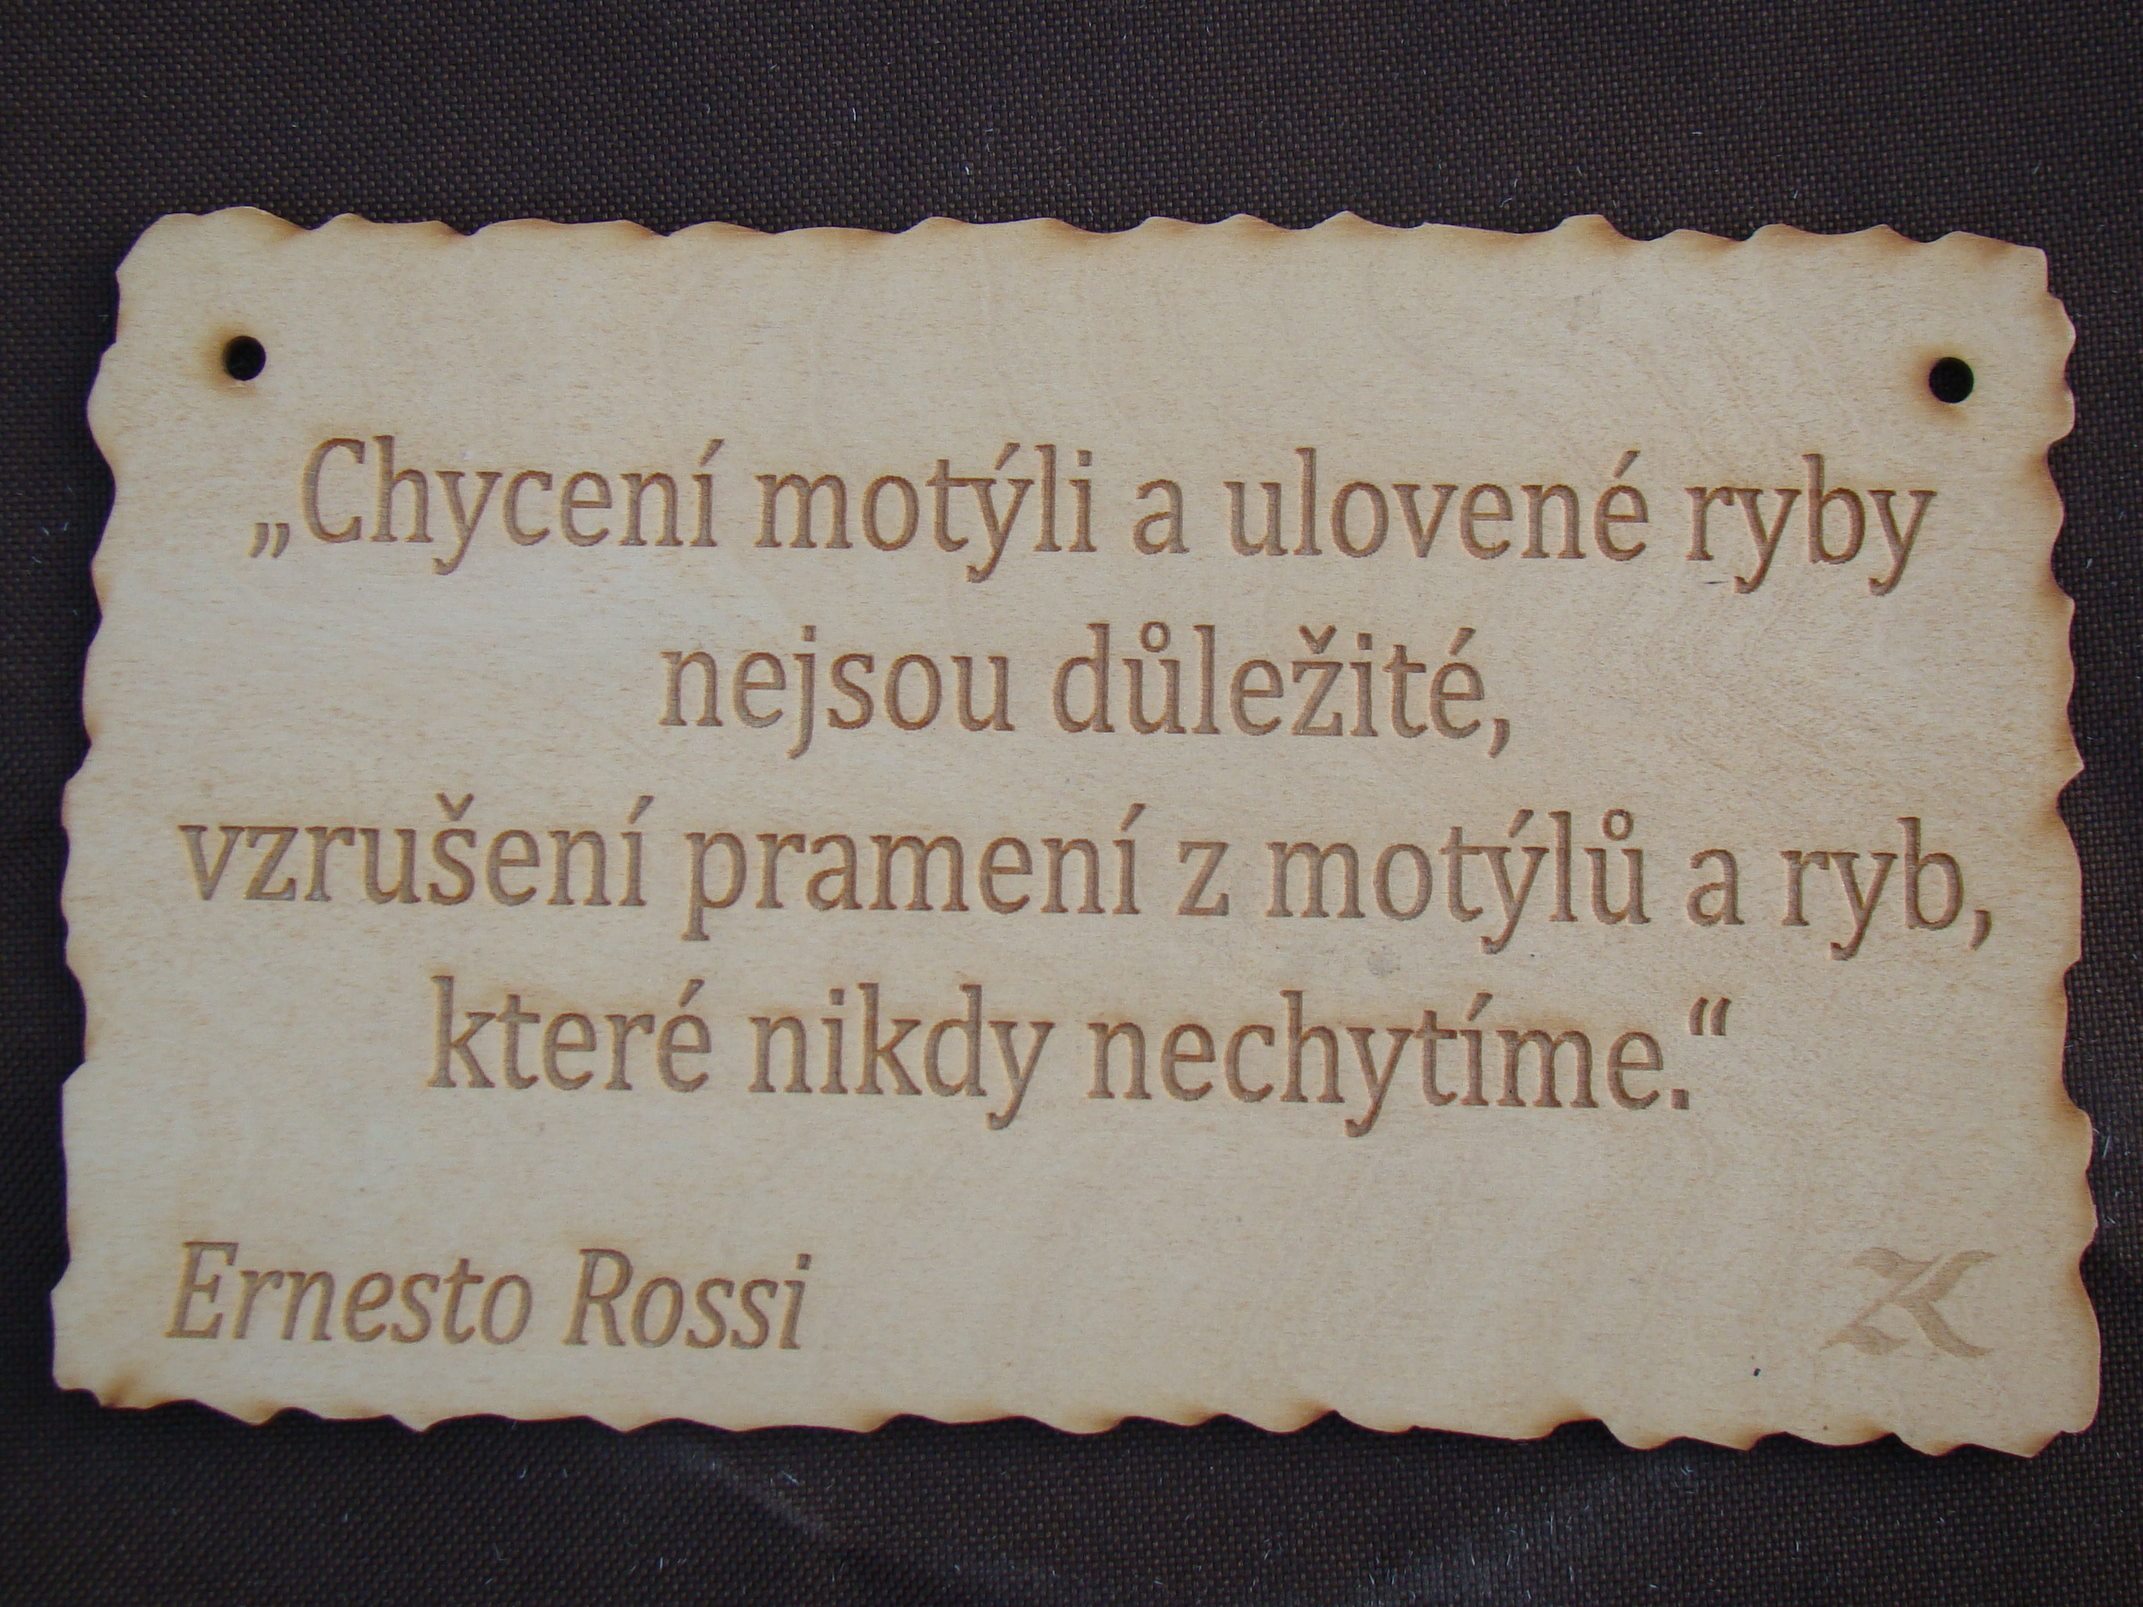 „Chycení motýli a ulovené ryby
nejsou důležité,
vzrušení pramení z motýlů a ryb,
které nikdy nechytíme.“
Ernesto Rossi
K